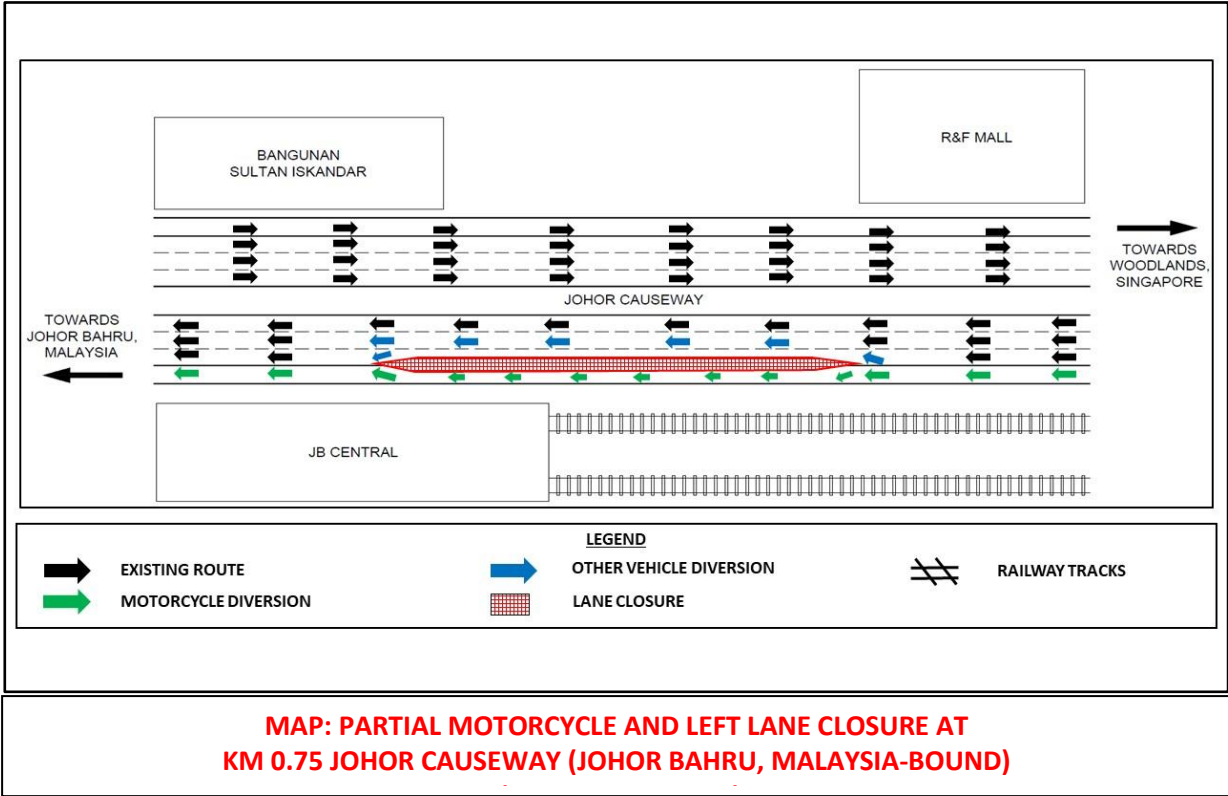 BANGUNAN
SULTAN ISKANDAR
R&F MALL
TOWARDS
WOODLANDS,
SINGAPORE
JOHOR CAUSEWAY
TOWARDS
JOHOR BAHRU,
MALAYSIA
JB CENTRAL
LEGEND
EXISTING ROUTE
OTHER VEHICLE DIVERSION
RAILWAY TRACKS
MOTORCYCLE DIVERSION
LANE CLOSURE
MAP: PARTIAL MOTORCYCLE AND LEFT LANE CLOSURE AT
KM 0.75 JOHOR CAUSEWAY (JOHOR BAHRU, MALAYSIA-BOUND)